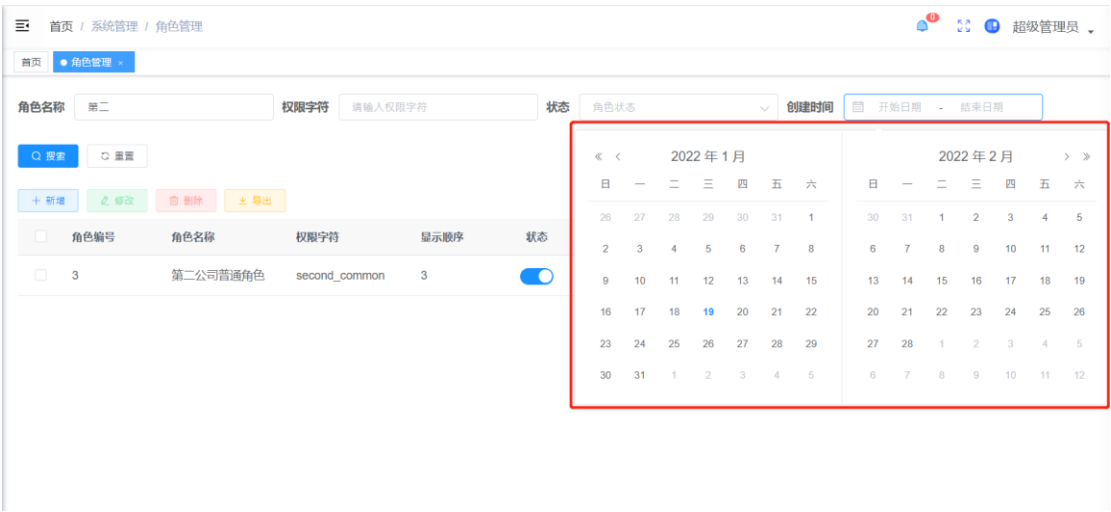 首页 / 系统管理 / 角色管理 0 超级管理员
首页 角色管理 ×
角色名称 第二 权限字符 请输入权限字符 状态 角色状态 创建时间 开始日期 - 结束日期
搜索 重置
新增 修改 删除 导出
角色编号 角色名称 权限字符 显示顺序 状态
3 第二公司普通角色 second_common 3
« < 2022 年 1 月
日 一 二 三 四 五 六
26 27 28 29 30 31 1
2 3 4 5 6 7 8
9 10 11 12 13 14 15
16 17 18 19 20 21 22
23 24 25 26 27 28 29
30 31 1 2 3 4 5
2022 年 2 月 > »
日 一 二 三 四 五 六
30 31 1 2 3 4 5
6 7 8 9 10 11 12
13 14 15 16 17 18 19
20 21 22 23 24 25 26
27 28 1 2 3 4 5
6 7 8 9 10 11 12